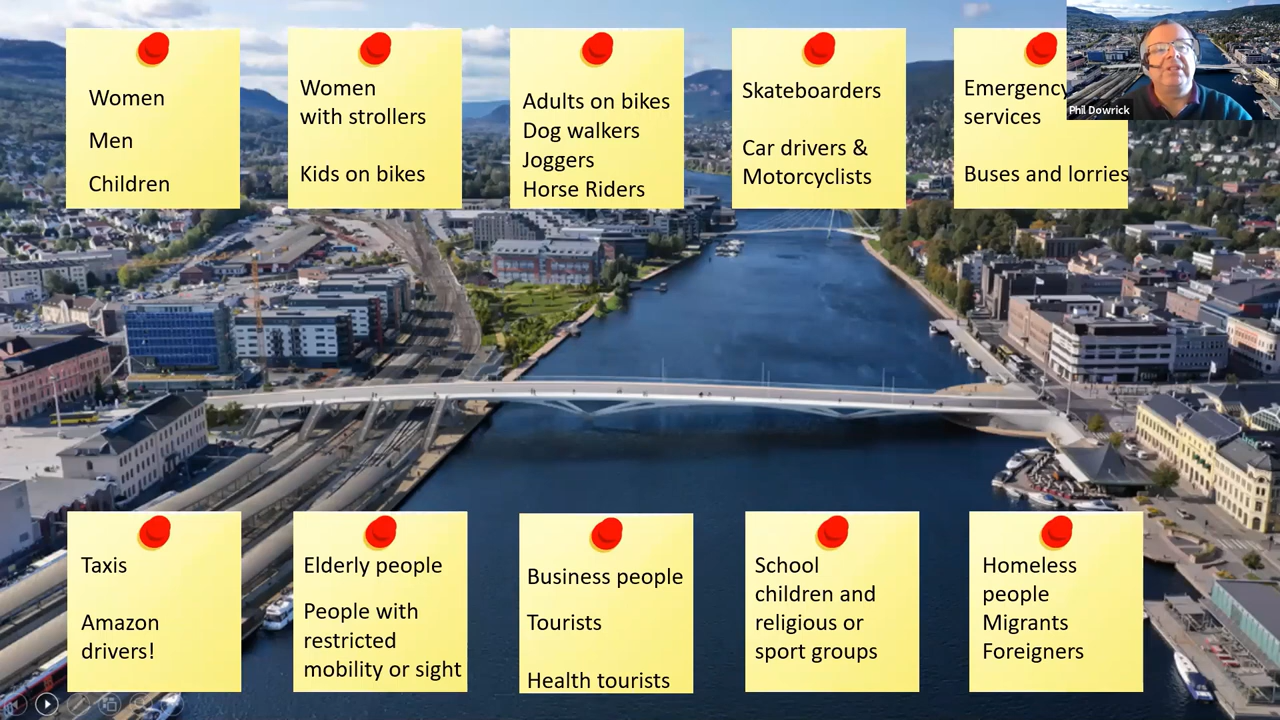 Women
Men
Children
Women
with strollers
Kids on bikes
Adults on bikes
Dog walkers
Joggers
Horse Riders
Skateboarders
Car drivers &
Motorcyclists
Emergency
services
Buses and lorries
Phil Dowrick
Taxis
Amazon
drivers!
Elderly people
People with
restricted
mobility or sight
Business people
Tourists
Health tourists
School
children and
religious or
sport groups
Homeless
people
Migrants
Foreigners